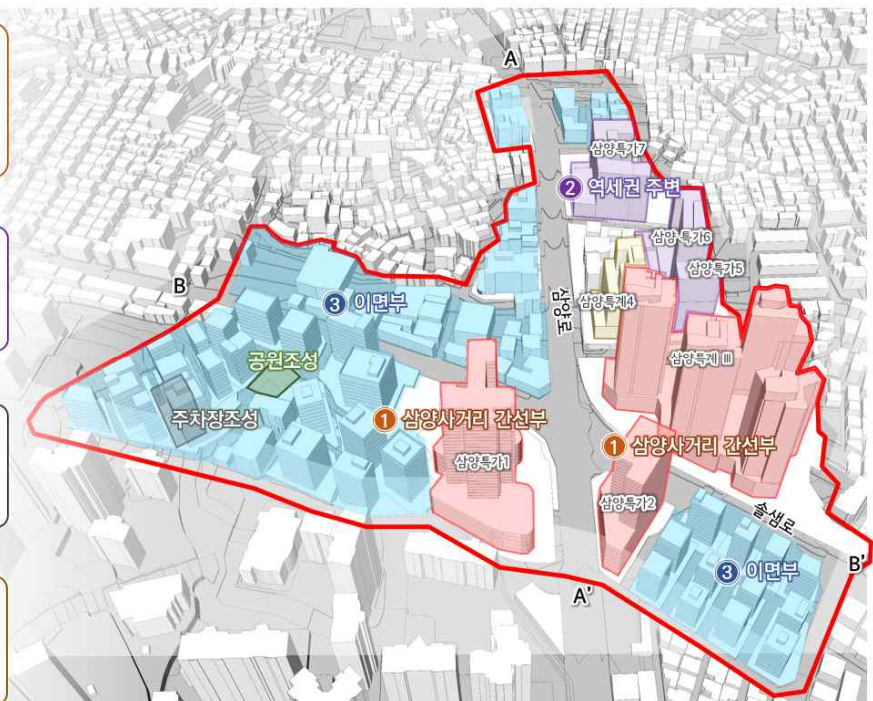 A
삼양특가7
② 역세권 주변
삼양특가6
B
삼양특가5
③ 이면부
삼양특계4
삼양로
공원조성
삼양특계 Ⅲ
주차장조성
① 삼양사거리 간선부
① 삼양사거리 간선부
삼양특가1
삼양특가2
솔샘로
B'
③ 이면부
A'